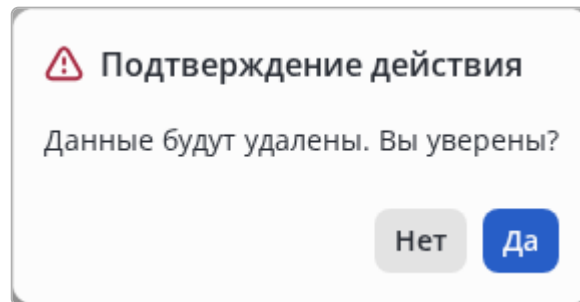 Подтверждение действия
Данные будут удалены. Вы уверены?
Нет Да